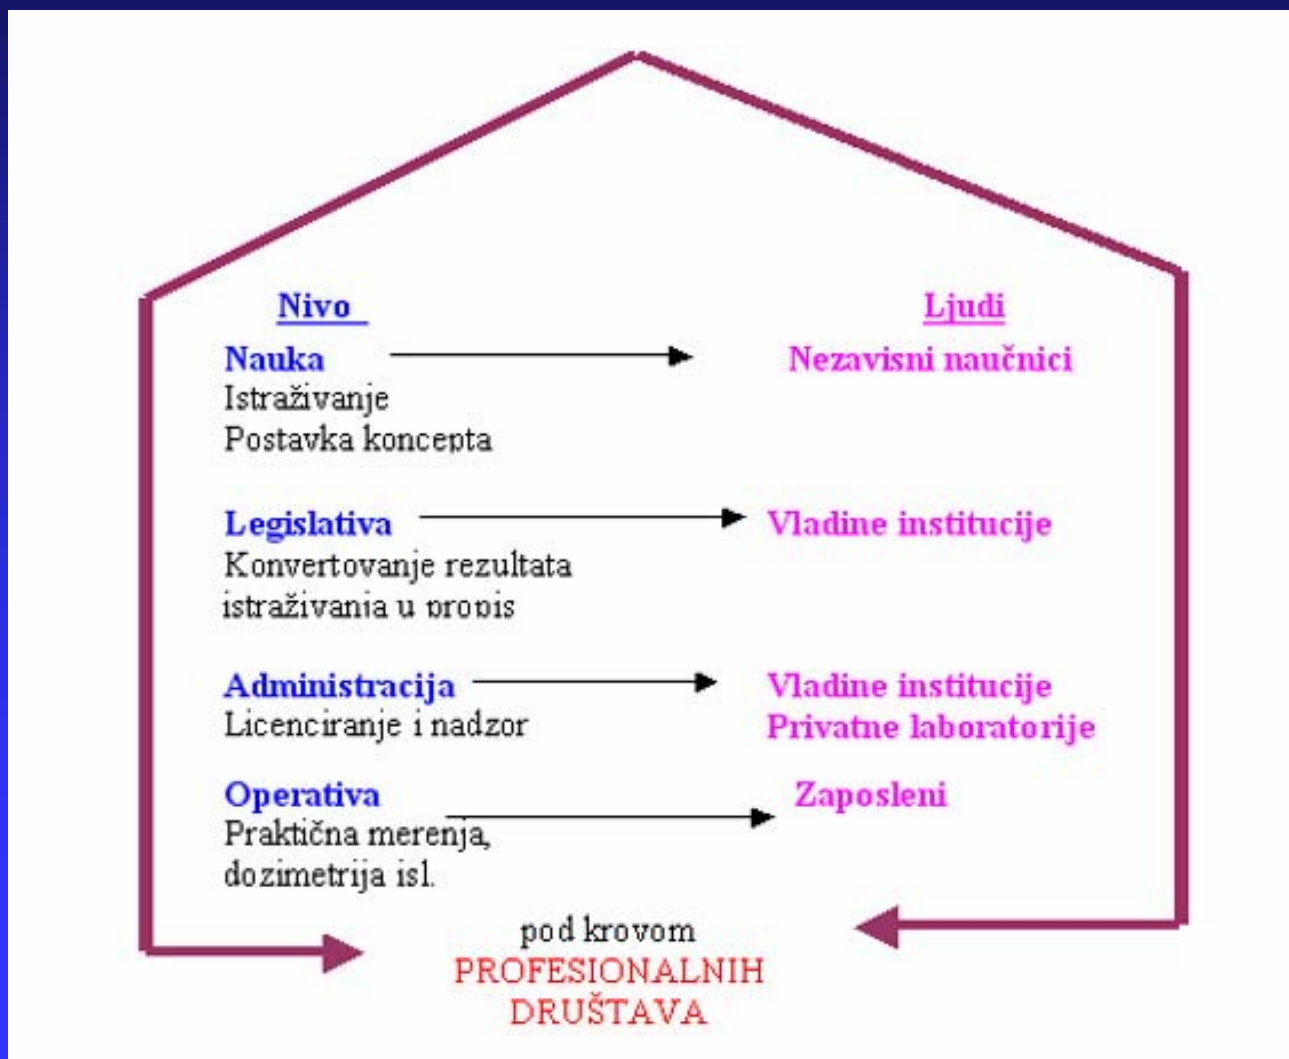 Nivo
Ljudi
Nauka
Nezavisni naučnici
Istraživanje
Postavka koncepta
Legislativa
Vladine institucije
Konvertovanje rezultata
istraživanja u propis
Administracija
Vladine institucije
Licenciranje i nadzor
Privatne laboratorije
Operativa
Zaposleni
Praktična merenja,
dozimetrija isl.
pod krovom
PROFESIONALNIH
DRUŠTAVA